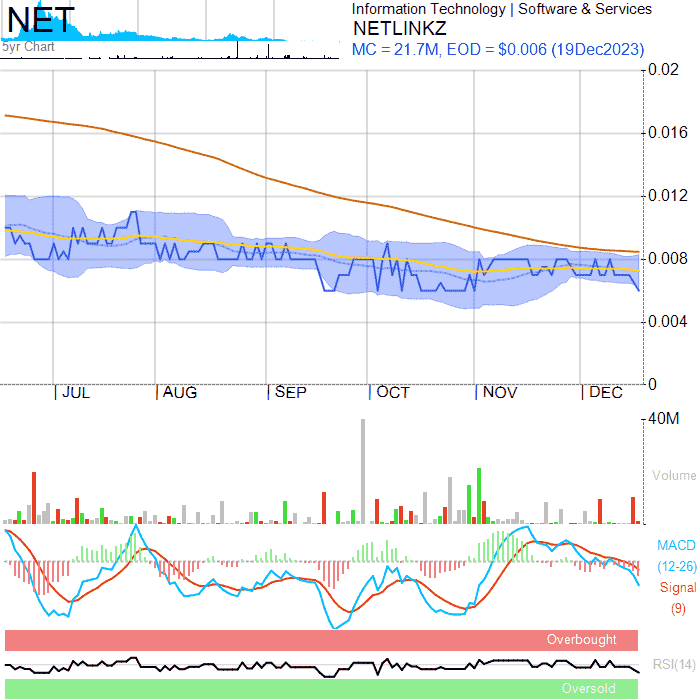 NET
5yr Chart
Information Technology | Software & Services
NETLINKZ
MC = 21.7M, EOD = $0.006 (19Dec2023)
0.02
0.016
0.012
0.008
0.004
0
JUL AUG SEP OCT NOV DEC
40M
Volume
MACD
(12-26)
Signal
(9)
Overbought
RSI(14)
Oversold